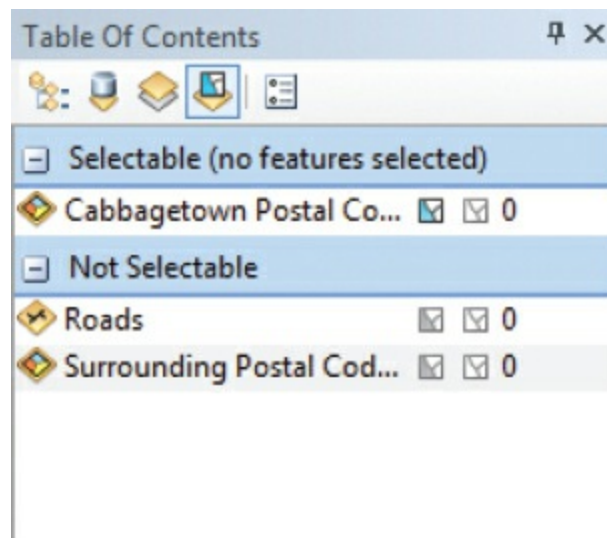 Table Of Contents
Selectable (no features selected)
Cabbagetown Postal Co... 0
Not Selectable
Roads 0
Surrounding Postal Cod... 0